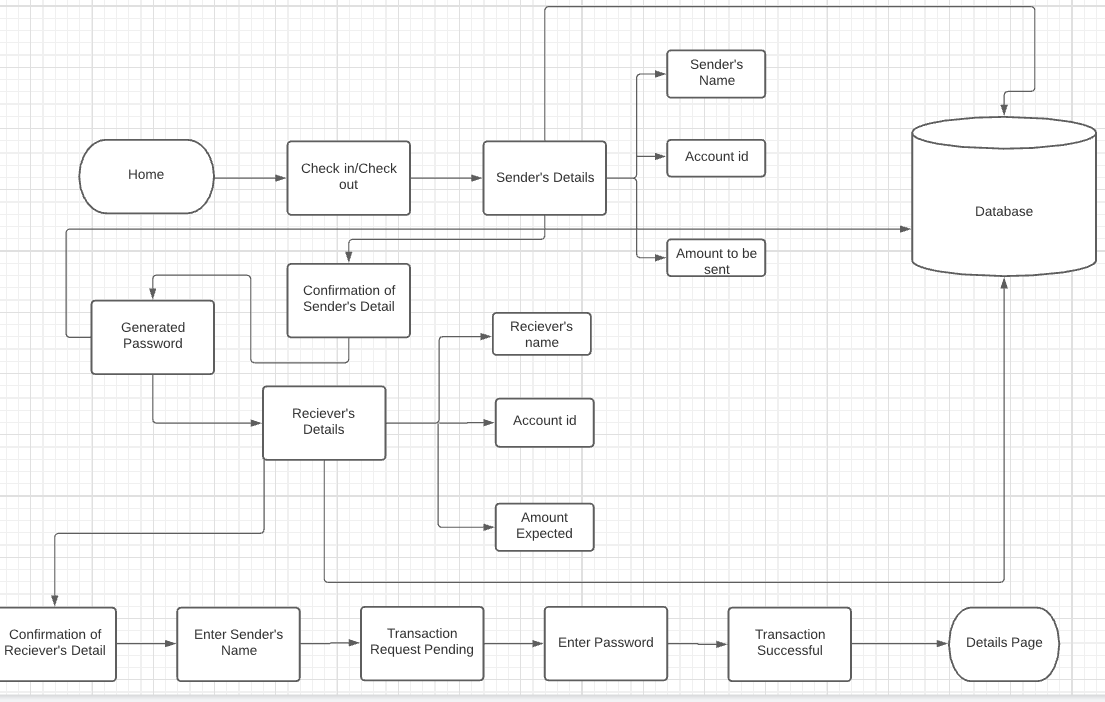 Sender's
Name
Home
Check in/Check
out
Sender's Details
Account id
Database
Amount to be
sent
Confirmation of
Sender's Detail
Generated
Password
Reciever's
name
Reciever's
Details
Account id
Amount
Expected
Confirmation of
Reciever's Detail
Enter Sender's
Name
Transaction
Request Pending
Enter Password
Transaction
Successful
Details Page